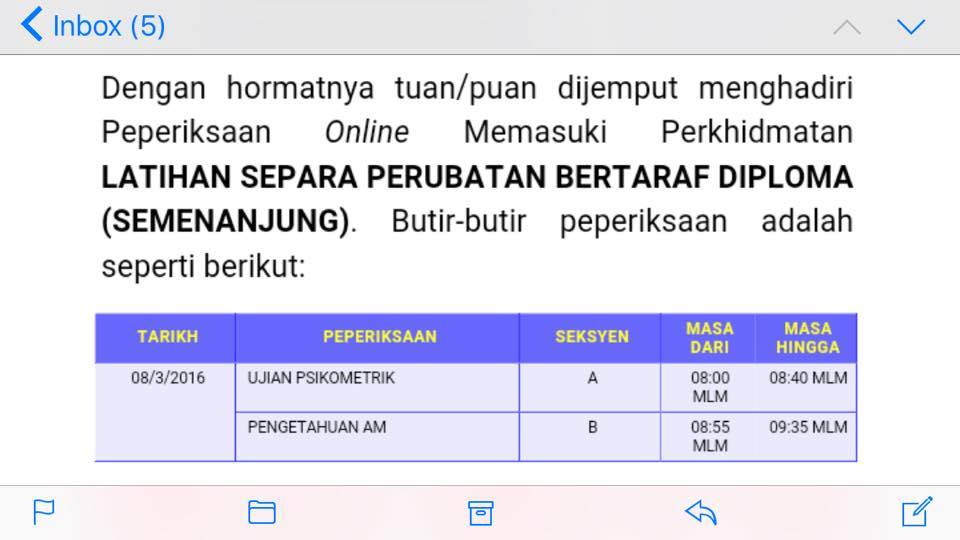 Inbox (5)
Dengan hormatnya tuan/puan dijemput menghadiri
Peperiksaan Online Memasuki Perkhidmatan
LATIHAN SEPARA PERUBATAN BERTARAF DIPLOMA
(SEMENANJUNG). Butir-butir peperiksaan adalah
seperti berikut:
TARIKH PEPERIKSAAN SEKSYEN MASA DARI MASA HINGGA
08/3/2016 UJIAN PSIKOMETRIK A 08:00 MLM 08:40 MLM
PENGETAHUAN AM B 08:55 MLM 09:35 MLM